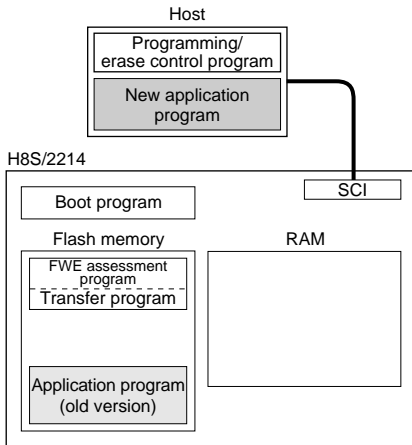 Host
Programming/
erase control program
New application
program
H8S/2214
SCI
Boot program
Flash memory
RAM
FWE assessment
program
Transfer program
Application program
(old version)